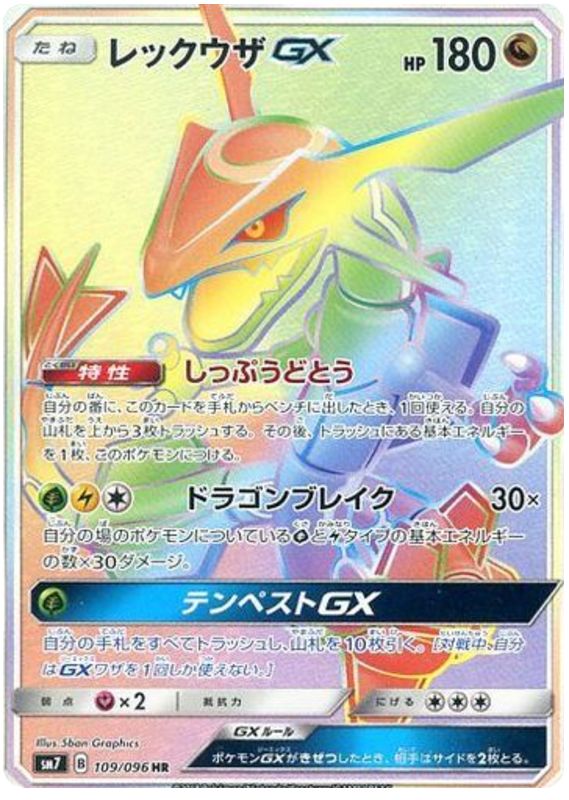 たね レックウザGX HP 180
特性 しっぷうどとう
自分の番に、このカードを手札からベンチに出したとき、1回使える。自分の
山札を上から3枚トラッシュする。その後、トラッシュにある基本エネルギー
を1枚、このポケモンにつける。
ドラゴンブレイク 30×
自分の場のポケモンについている と タイプの基本エネルギー
の数×30ダメージ。
テンペストGX
自分の手札をすべてトラッシュし、山札を10枚引く。[対戦中、自分
はGXワザを1回しか使えない。]
弱点 ×2 抵抗力 にげる
Illus. 5ban Graphics
GXルール
SM7 B 109/096 HR
ポケモンGXがきぜつしたとき、相手はサイドを2枚とる。